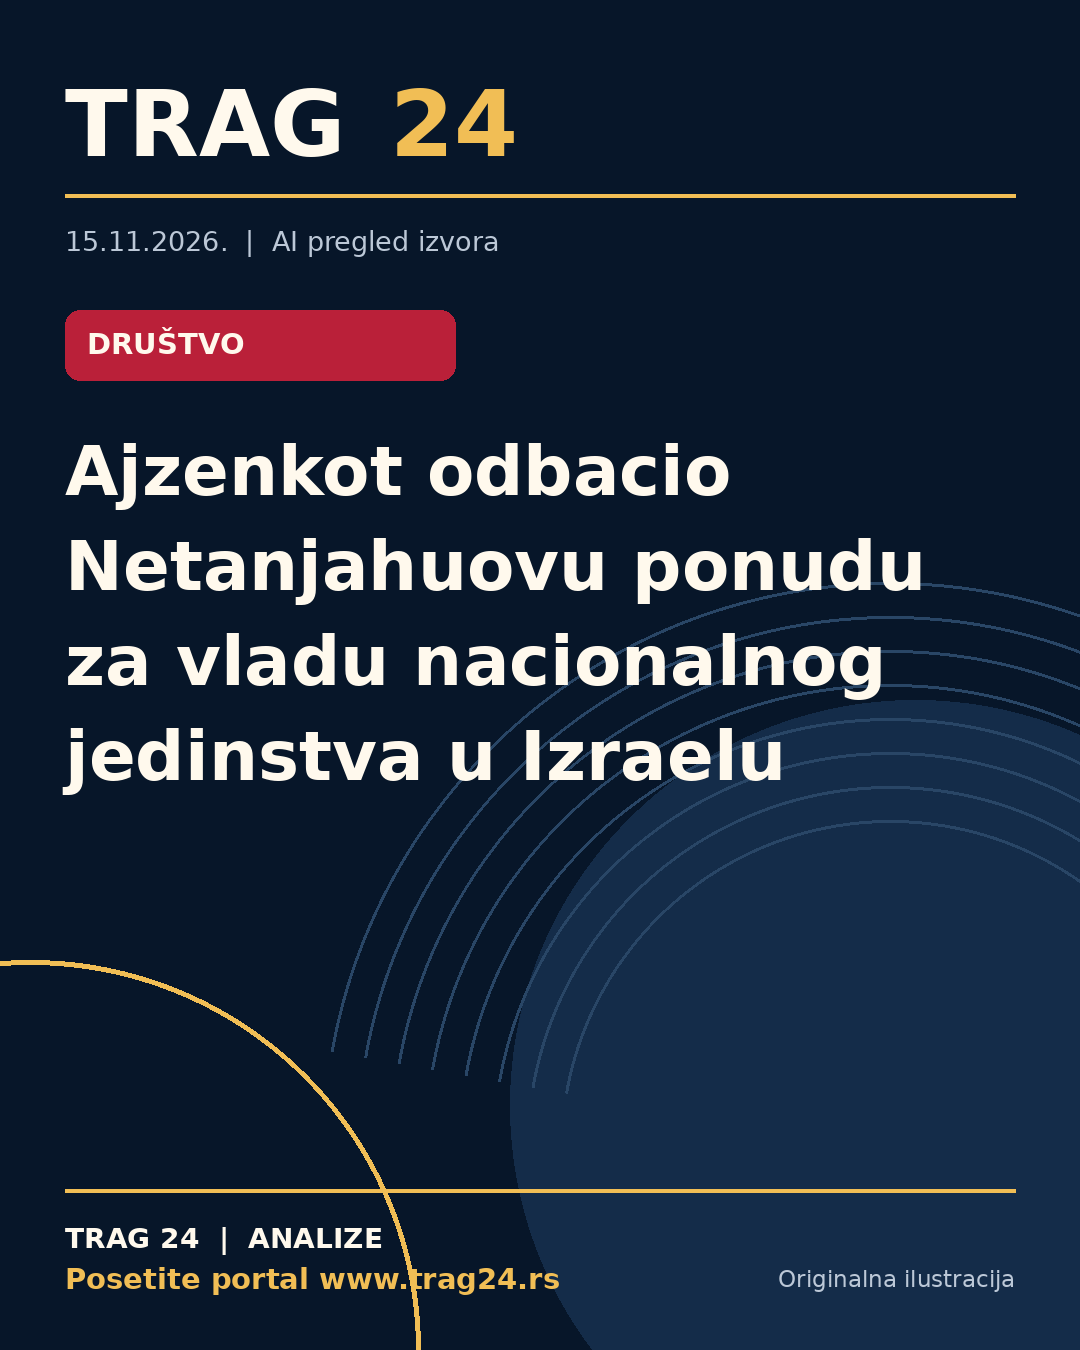 TRAG 24
15.11.2026. | AI pregled izvora
DRUŠTVO
Ajzenkot odbacio
Netanjahuovu ponudu
za vladu nacionalnog
jedinstva u Izraelu
TRAG 24 | ANALIZE
Posetite portal www.trag24.rs
Originalna ilustracija